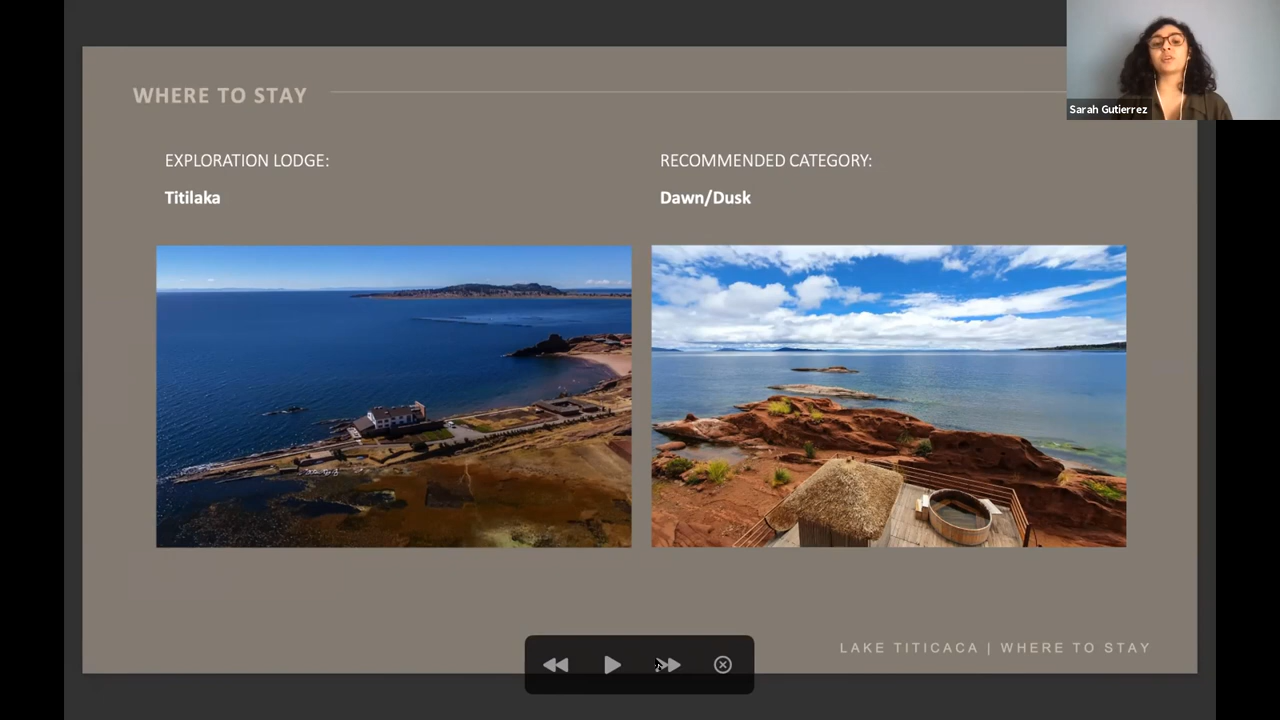 WHERE TO STAY
Sarah Gutierrez
EXPLORATION LODGE:
Titilaka
RECOMMENDED CATEGORY:
Dawn/Dusk
LAKE TITICACA | WHERE TO STAY